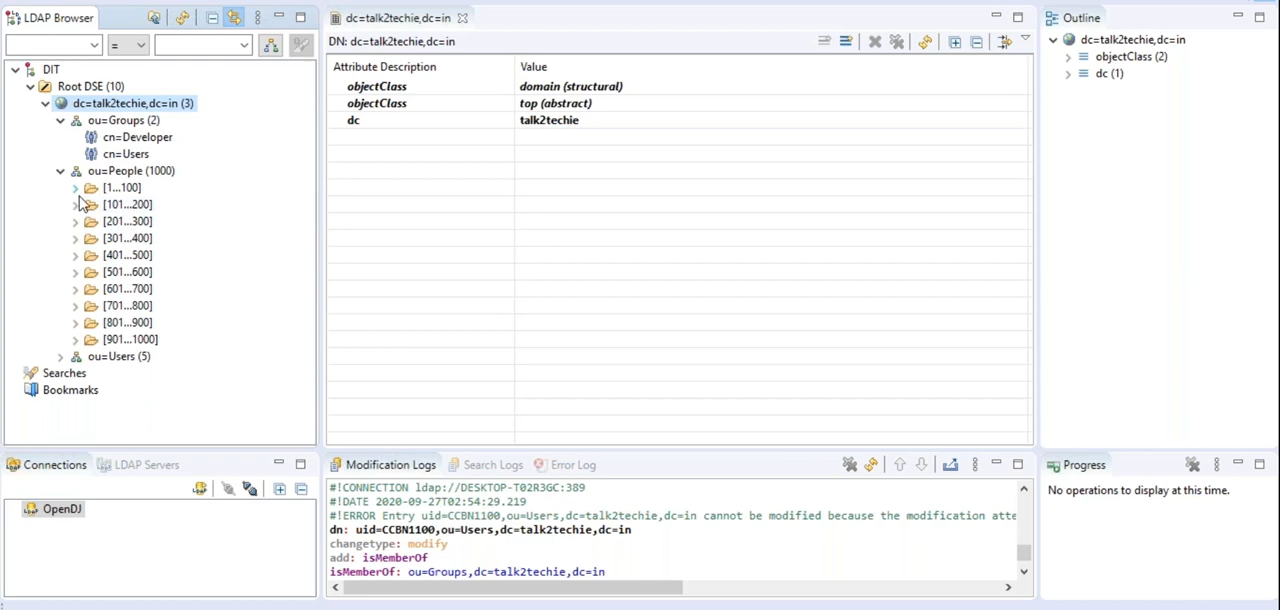 LDAP Browser
=
DIT
Root DSE (10)
dc=talk2techie,dc=in (3)
ou=Groups (2)
cn=Developer
cn=Users
ou=People (1000)
[1...100]
[101...200]
[201...300]
[301...400]
[401...500]
[501...600]
[601...700]
[701...800]
[801...900]
[901...1000]
ou=Users (5)
Searches
Bookmarks
dc=talk2techie,dc=in
DN: dc=talk2techie,dc=in
Attribute Description Value
objectClass domain (structural)
objectClass top (abstract)
dc talk2techie
Outline
dc=talk2techie,dc=in
objectClass (2)
dc (1)
Connections LDAP Servers
OpenDJ
Modification Logs Search Logs Error Log
#!CONNECTION ldap://DESKTOP-T02R3GC:389
#!DATE 2020-09-27T02:54:29.219
#!ERROR Entry uid=CCBN1100,ou=Users,dc=talk2techie,dc=in cannot be modified because the modification atte
dn: uid=CCBN1100,ou=Users,dc=talk2techie,dc=in
changetype: modify
add: isMemberOf
isMemberOf: ou=Groups,dc=talk2techie,dc=in
Progress
No operations to display at this time.